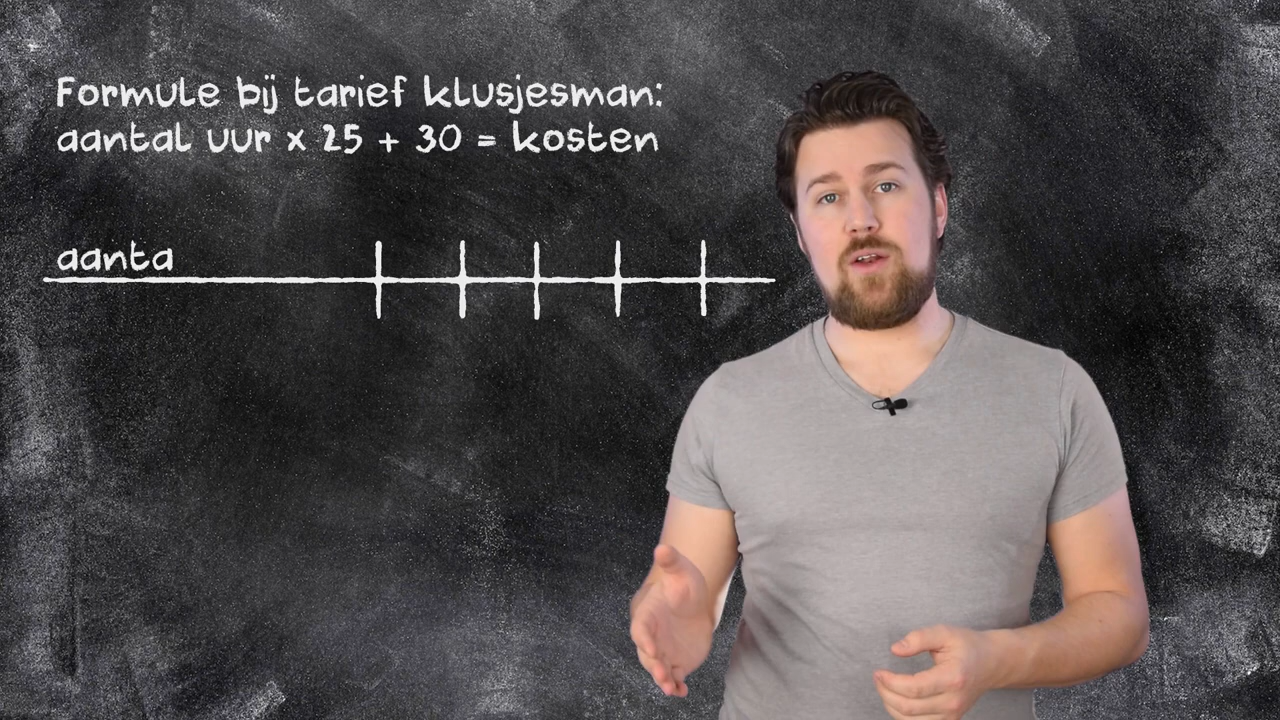 Formule bij tarief klusjesman:
aantal uur x 25 + 30 = kosten
aanta